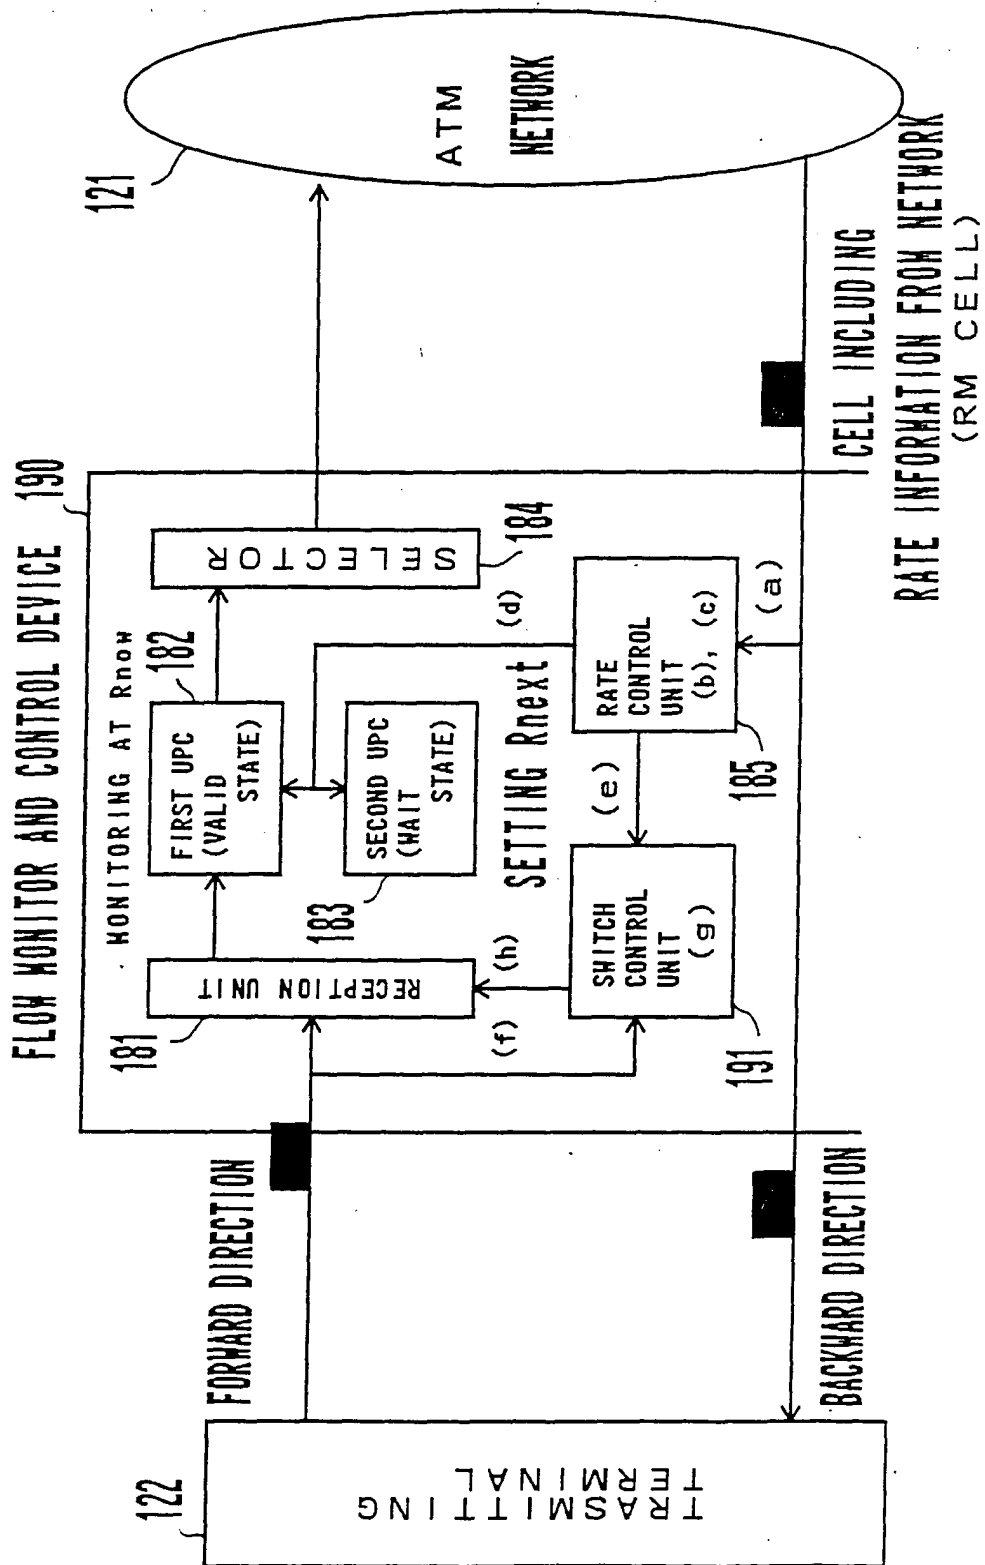 FLOW MONITOR AND CONTROL DEVICE 190
122
TRASMITTING
TERMINAL
FORWARD DIRECTION
BACKWARD DIRECTION
181
RECEPTION UNIT
(f)
(h)
MONITORING AT Rnow
182
FIRST UPC
(VALID
STATE)
183
SECOND UPC
(WAIT
STATE)
SETTING Rnext
(d)
SELECTOR
184
SWITCH
CONTROL
UNIT
(g)
191
(e)
RATE
CONTROL
UNIT
(b), (c)
185
(a)
121
ATM
NETWORK
CELL INCLUDING
RATE INFORMATION FROM NETWORK
(RM CELL)